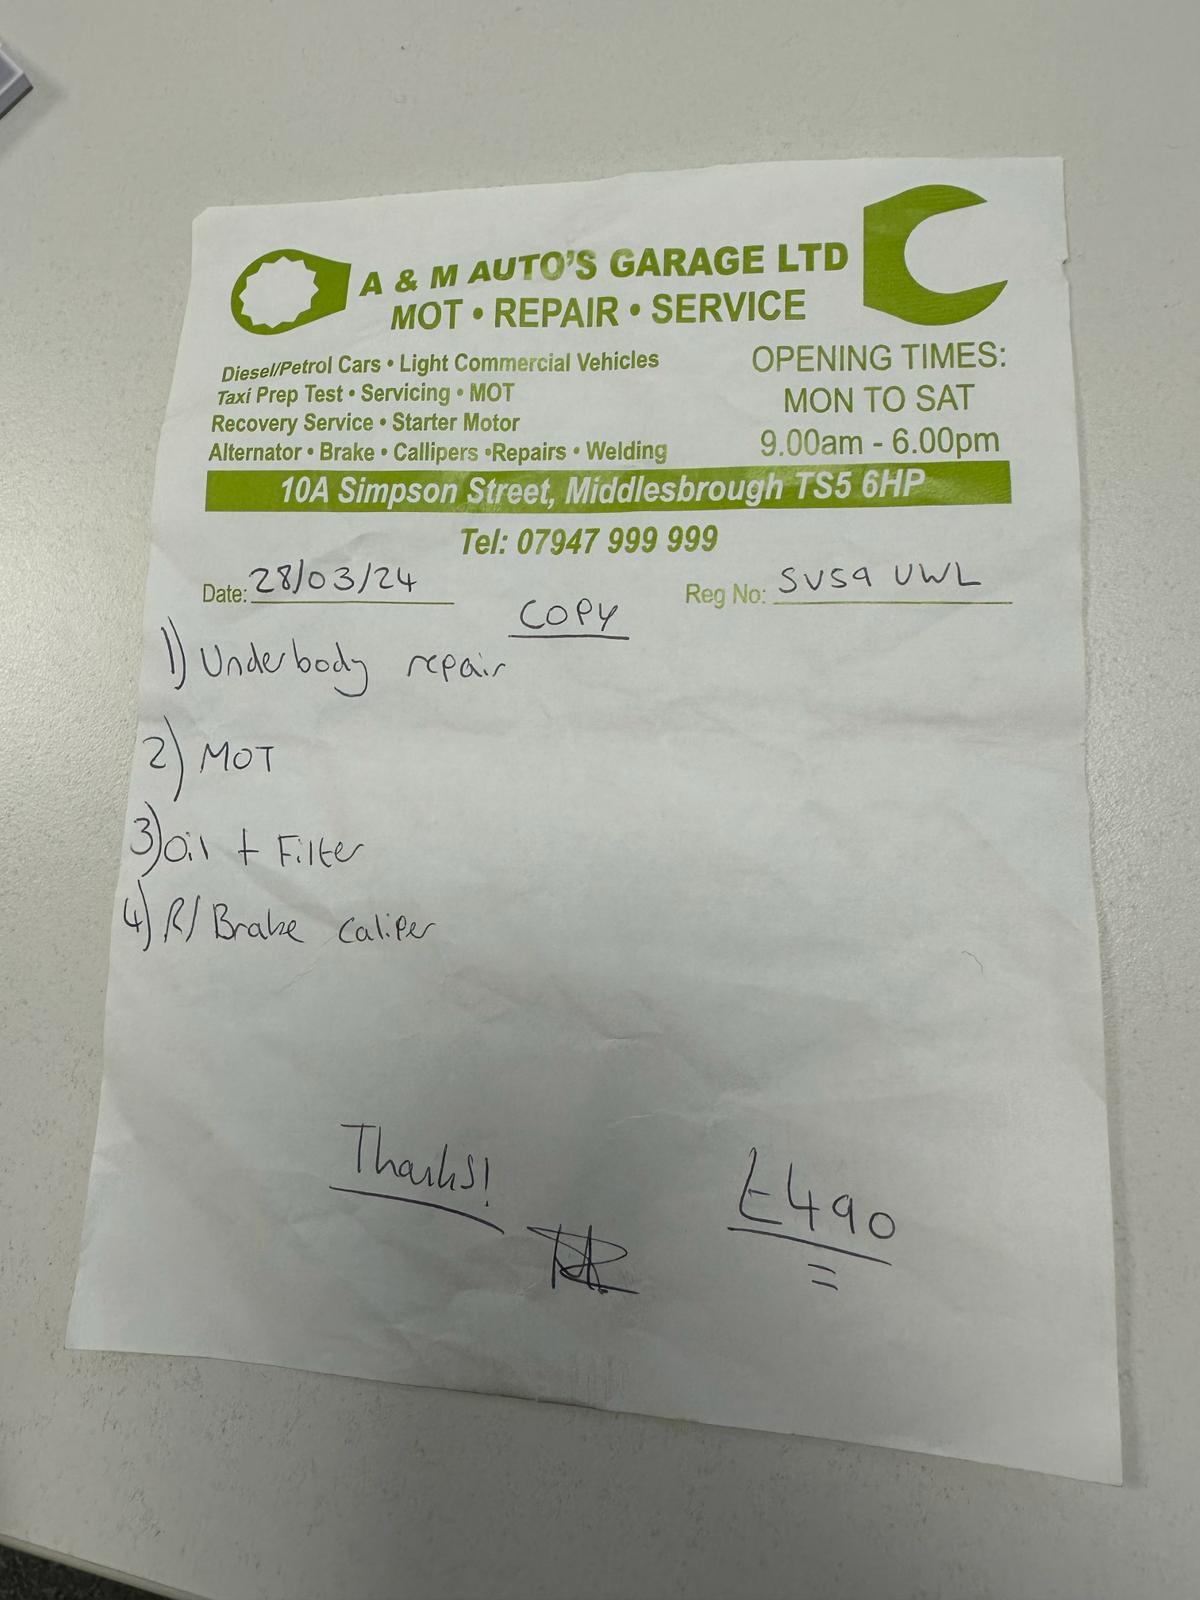 A & M AUTO'S GARAGE LTD
MOT • REPAIR • SERVICE
Diesel/Petrol Cars • Light Commercial Vehicles
Taxi Prep Test • Servicing • MOT
Recovery Service • Starter Motor
Alternator • Brake • Callipers •Repairs • Welding
OPENING TIMES:
MON TO SAT
9.00am - 6.00pm
10A Simpson Street, Middlesbrough TS5 6HP
Tel: 07947 999 999
Date: 28/03/24
Reg No: SV59 UWL
COPY
1) Underbody repair
2) MOT
3) Oil + Filter
4) R/ Brake Caliper
Thanks!
£490